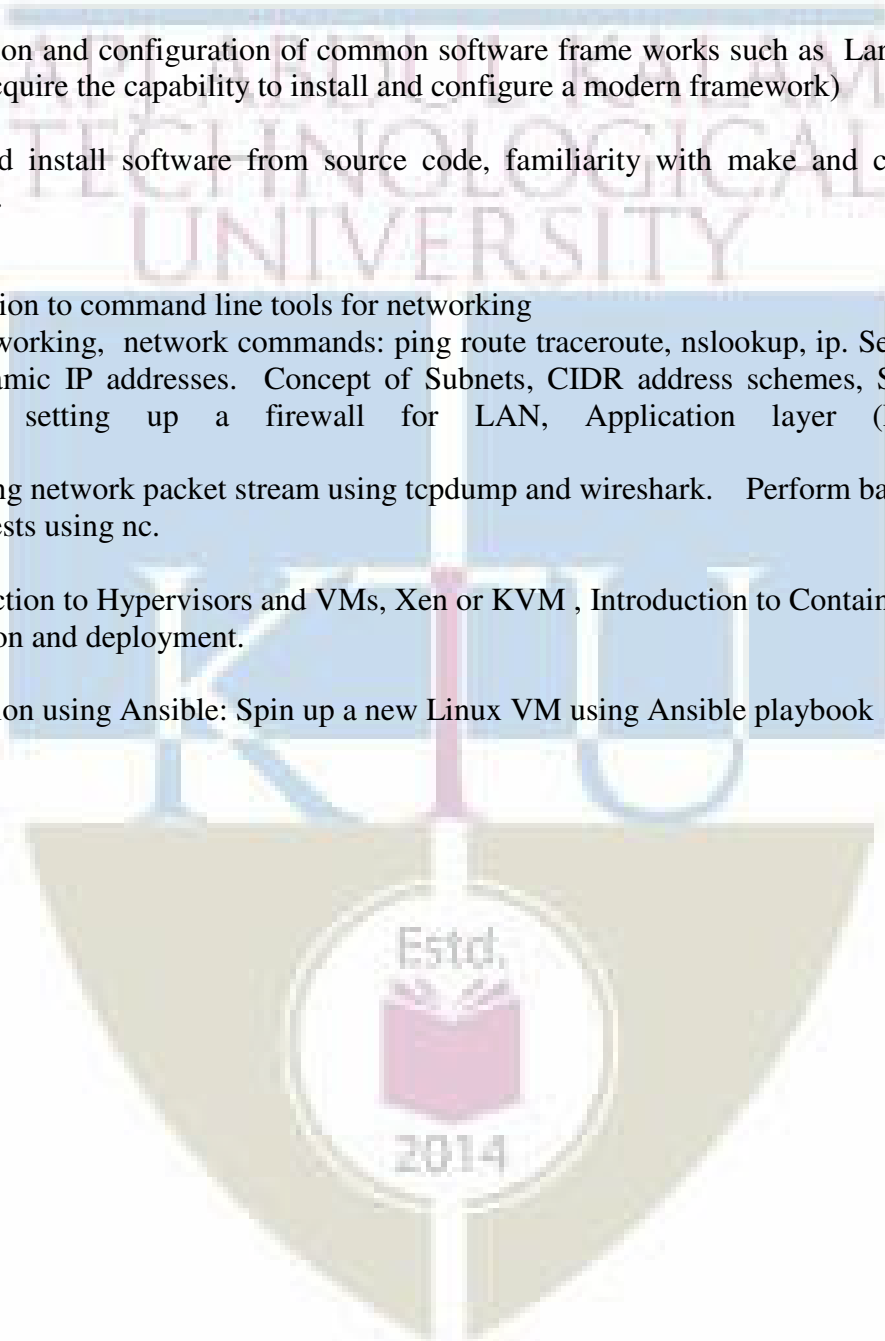 on and configuration of common software frame works such as Lar
cquire the capability to install and configure a modern framework)
d install software from source code, familiarity with make and c
TECHNOLOGICAL
UNIVERSITY
ion to command line tools for networking
working, network commands: ping route traceroute, nslookup, ip. Se
amic IP addresses. Concept of Subnets, CIDR address schemes, S
setting up a firewall for LAN, Application layer (
ng network packet stream using tcpdump and wireshark. Perform ba
ests using nc.
ction to Hypervisors and VMs, Xen or KVM , Introduction to Contain
on and deployment.
ion using Ansible: Spin up a new Linux VM using Ansible playbook
KTU
Estd.
2014